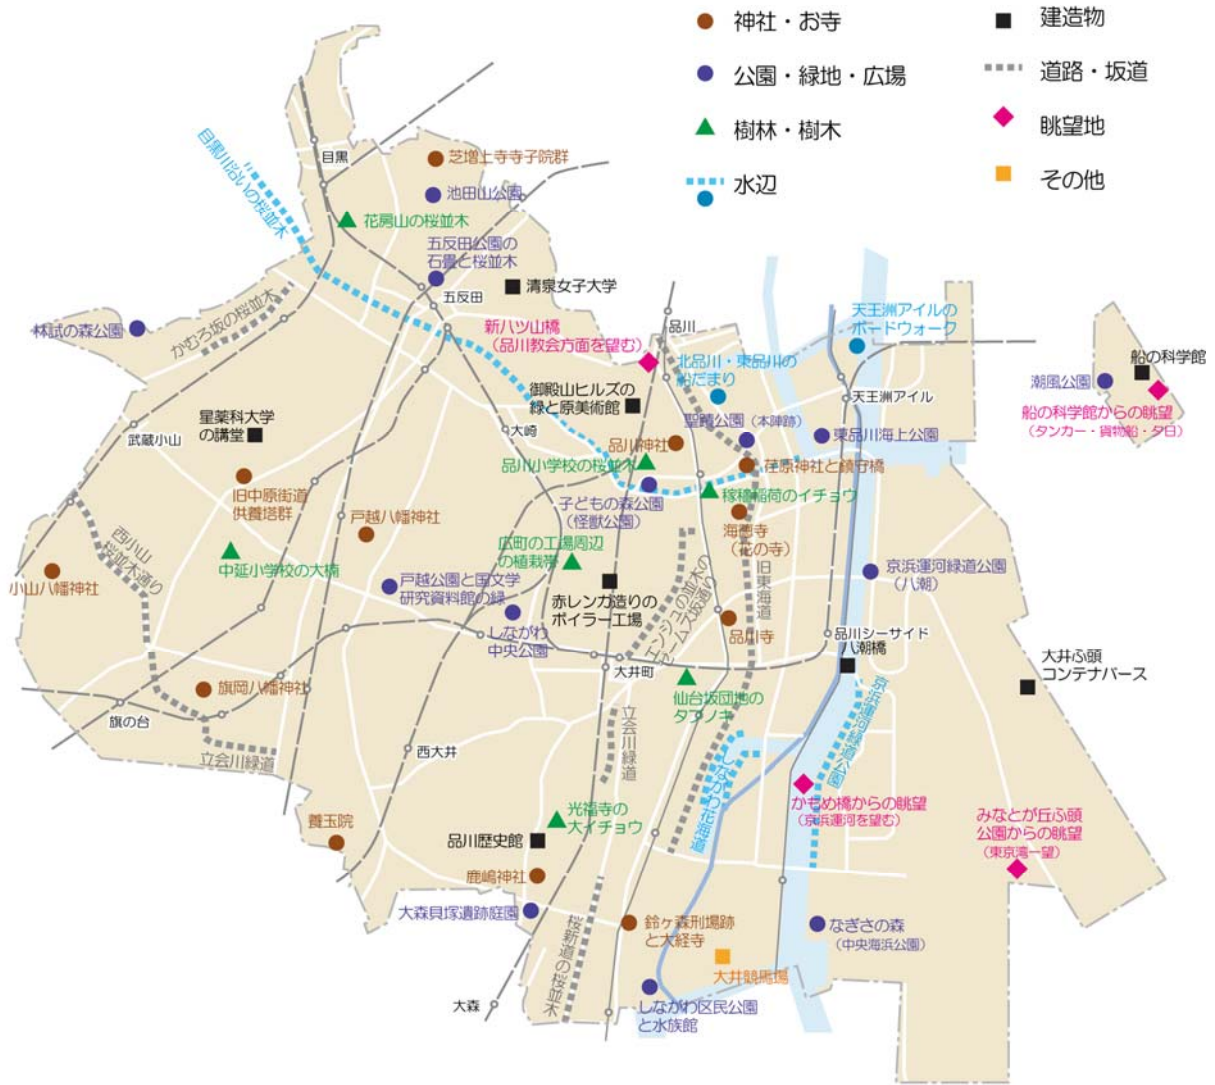 神社・お寺
公園・緑地・広場
樹林・樹木
水辺
建造物
道路・坂道
眺望地
その他
目黒川沿いの桜並木
目黒
芝増上寺寺子院群
池田山公園
花房山の桜並木
五反田公園の
石畳と桜並木
清泉女子大学
五反田
林試の森公園
かむろ坂の桜並木
新八ツ山橋
(品川教会方面を望む)
品川
北品川・東品川の
船だまり
天王洲アイルの
ボードウォーク
天王洲アイル
船の科学館
潮風公園
船の科学館からの眺望
(タンカー・貨物船・夕日)
御殿山ヒルズの
緑と原美術館
聖蹟公園(本陣跡)
東品川海上公園
星薬科大学
の講堂
武蔵小山
大崎
品川神社
品川小学校の桜並木
荏原神社と鎮守橋
旧中原街道
供養塔群
子どもの森公園
(怪獣公園)
稼穡稲荷のイチョウ
戸越八幡神社
海徳寺
(花の寺)
西小山
桜並木通り
広町の工場周辺
の植栽帯
中延小学校の大楠
小山八幡神社
戸越公園と国文学
研究資料館の緑
赤レンガ造りの
ボイラー工場
エンジュの並木の
ゼームス坂通り
旧東海道
京浜運河緑道公園
(八潮)
しながわ
中央公園
品川寺
品川シーサイド
八潮橋
大井町
大井ふ頭
コンテナバース
旗岡八幡神社
仙台坂団地の
タブノキ
京浜運河緑道公園
旗の台
立会川緑道
西大井
立会川緑道
しながわ花海道
かもめ橋からの眺望
(京浜運河を望む)
みなとが丘ふ頭
公園からの眺望
(東京湾一望)
光福寺の
大イチョウ
養玉院
品川歴史館
鹿嶋神社
大森貝塚遺跡庭園
桜新道の桜並木
鈴ヶ森刑場跡
と大経寺
なぎさの森
(中央海浜公園)
大井競馬場
大森
しながわ区民公園
と水族館